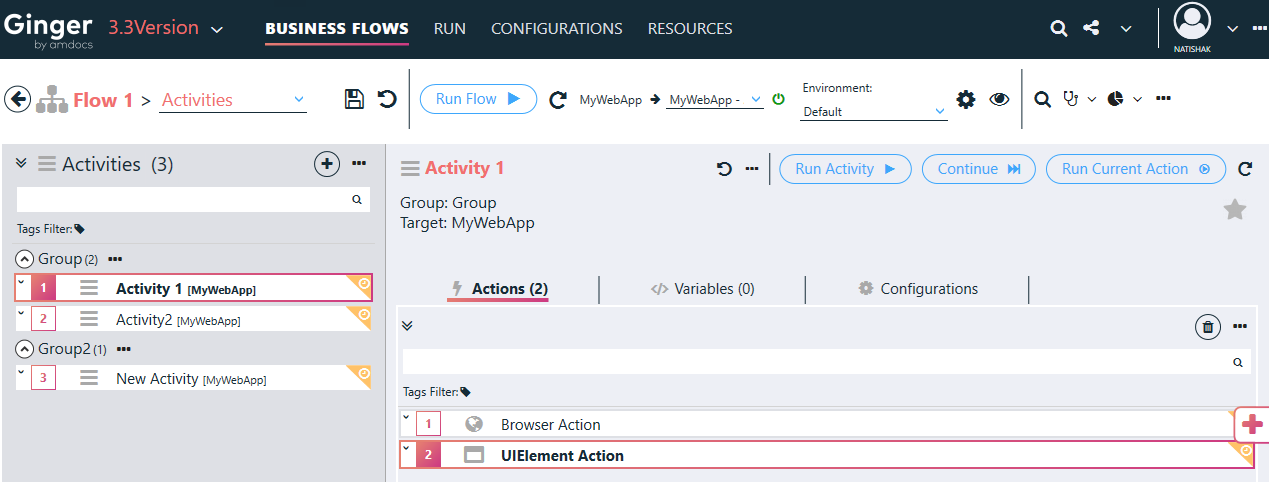 Ginger 3.3Version BUSINESS FLOWS RUN CONFIGURATIONS RESOURCES
by amdocs
NATISHAK
Flow 1 > Activities Run Flow MyWebApp MyWebApp - Environment:
Default
Activities (3)
Tags Filter:
Group (2)
1 Activity 1 [MyWebApp]
2 Activity2 [MyWebApp]
Group2 (1)
3 New Activity [MyWebApp]
Activity 1 Run Activity Continue Run Current Action
Group: Group
Target: MyWebApp
Actions (2) Variables (0) Configurations
Tags Filter:
1 Browser Action
2 UIElement Action